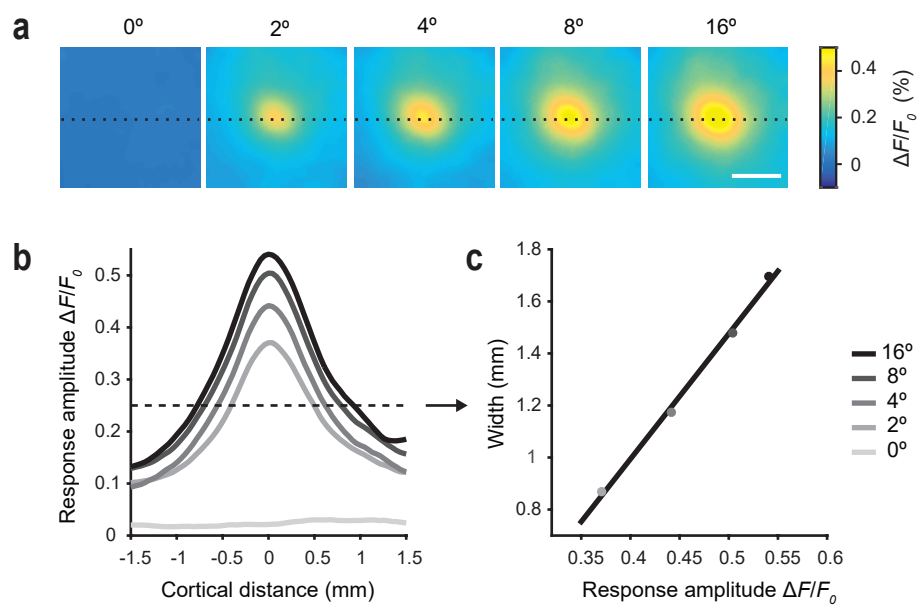 a
0º 2º 4º 8º 16º
0.4
0.2
0
ΔF/F₀ (%)
b
Response amplitude ΔF/F₀
0.5
0.4
0.3
0.2
0.1
0
-1.5 -1 -0.5 0 0.5 1 1.5
Cortical distance (mm)
c
Width (mm)
1.8
1.6
1.4
1.2
1
0.8
0.35 0.4 0.45 0.5 0.55 0.6
Response amplitude ΔF/F₀
16º
8º
4º
2º
0º